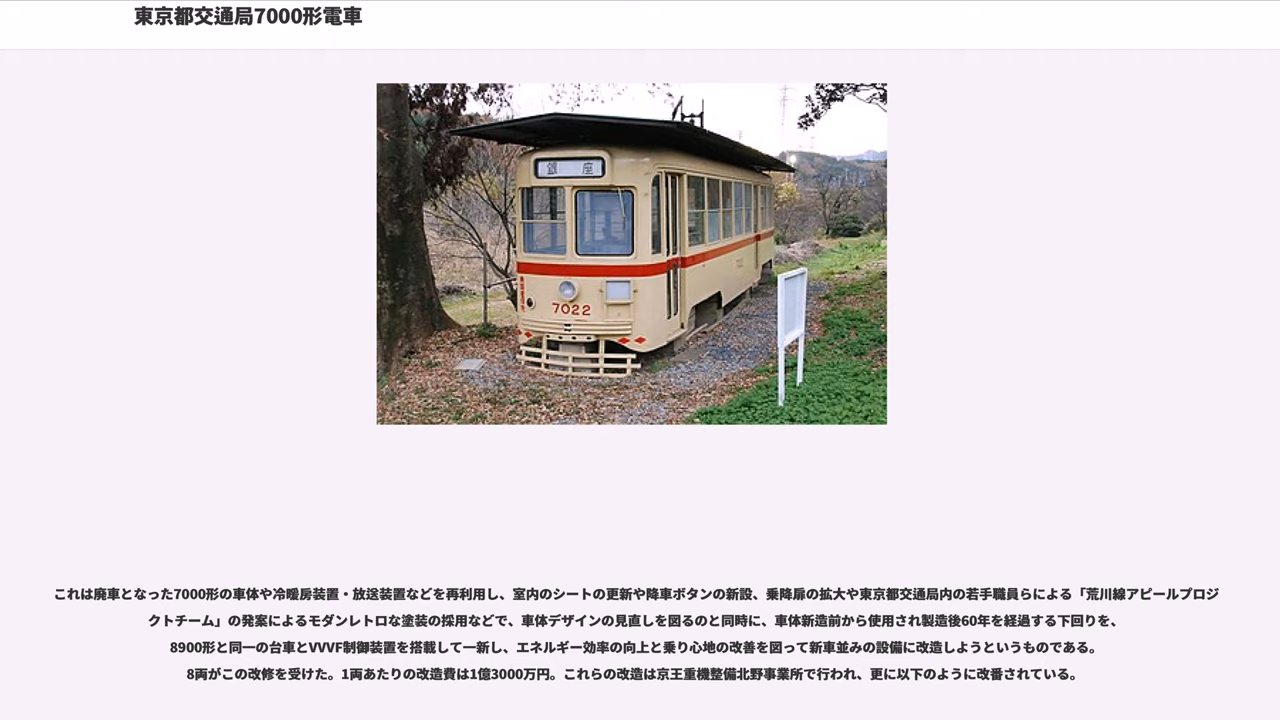 東京都交通局7000形電車
銀 座
7022
これは廃車となった7000形の車体や冷暖房装置・放送装置などを再利用し、室内のシートの更新や降車ボタンの新設、乗降扉の拡大や東京都交通局内の若手職員らによる「荒川線アピールプロジ
クトチーム」の発案によるモダンレトロな塗装の採用などで、車体デザインの見直しを図るのと同時に、車体新造前から使用され製造後60年を経過する下回りを、
8900形と同一の台車とVVVF制御装置を搭載して一新し、エネルギー効率の向上と乗り心地の改善を図って新車並みの設備に改造しようというものである。
8両がこの改修を受けた。1両あたりの改造費は1億3000万円。これらの改造は京王重機整備北野事業所で行われ、更に以下のように改番されている。